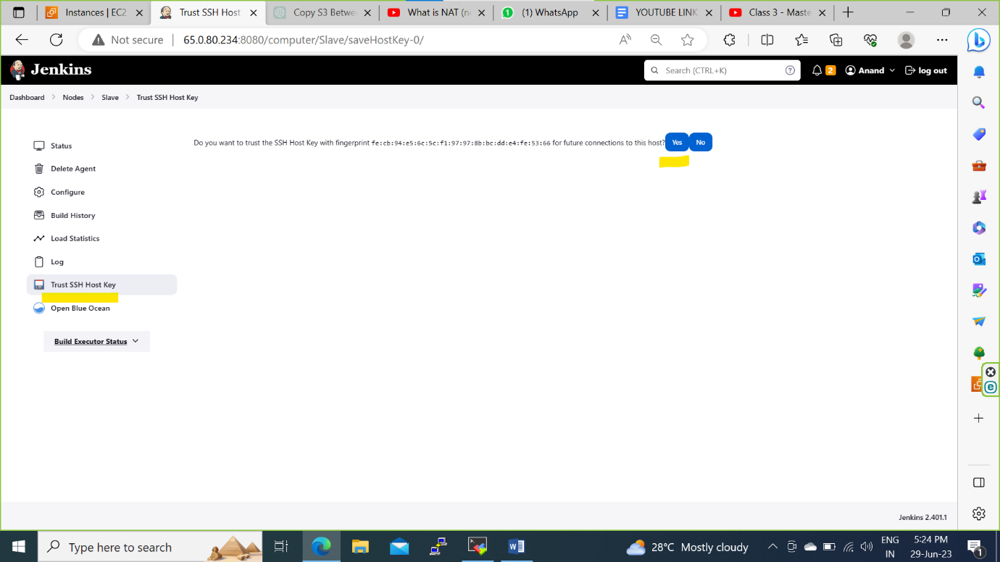 Instances | EC2
Trust SSH Host
Copy S3 Betwe
What is NAT (n
(1) WhatsApp
YOUTUBE LINK
Class 3 - Maste
Not secure
65.0.80.234:8080/computer/Slave/saveHostKey-0/
Jenkins
Search (CTRL+K)
2
Anand
log out
Dashboard > Nodes > Slave > Trust SSH Host Key
Do you want to trust the SSH Host Key with fingerprint fe:cb:94:e5:6c:5c:f1:97:97:8b:bc:dd:e4:fe:53:66 for future connections to this host? Yes No
Status
Delete Agent
Configure
Build History
Load Statistics
Log
Trust SSH Host Key
Open Blue Ocean
Build Executor Status
Jenkins 2.401.1
Type here to search
28°C Mostly cloudy
ENG
IN
5:24 PM
29-Jun-23
1